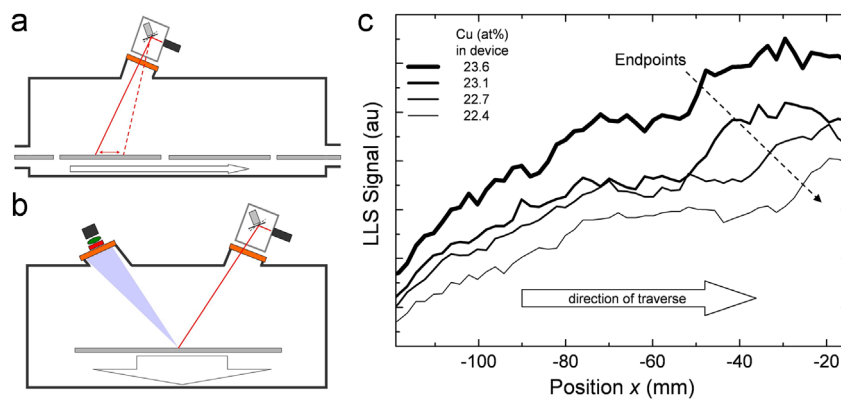 a
b
c
Cu (at%)
in device
23.6
23.1
22.7
22.4
Endpoints
LLS Signal (au)
direction of traverse
-100
-80
-60
-40
-20
Position x (mm)